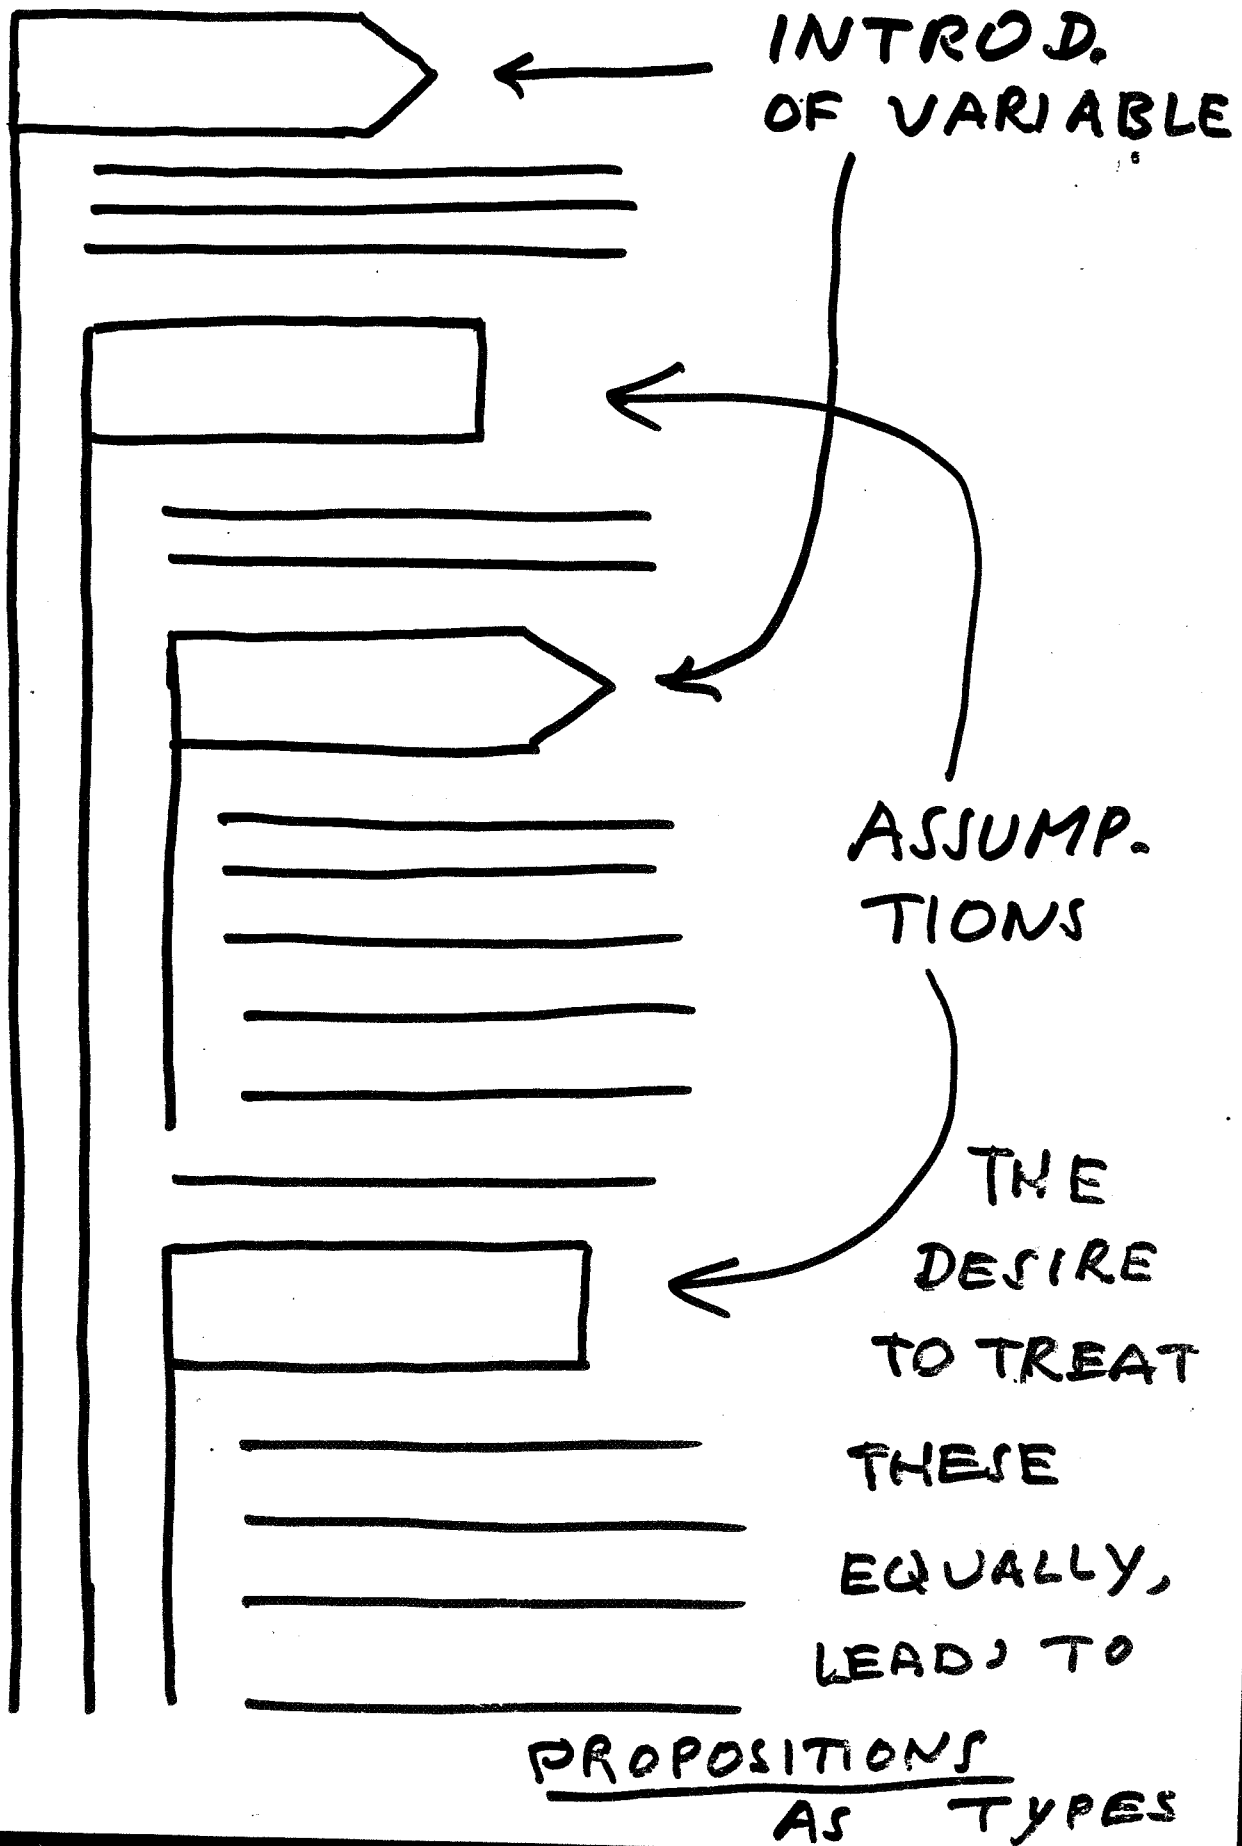 INTROD.
OF VARIABLE
ASSUMP.
TIONS
THE
DESIRE
TO TREAT
THESE
EQUALLY,
LEADS TO
PROPOSITIONS
AS TYPES